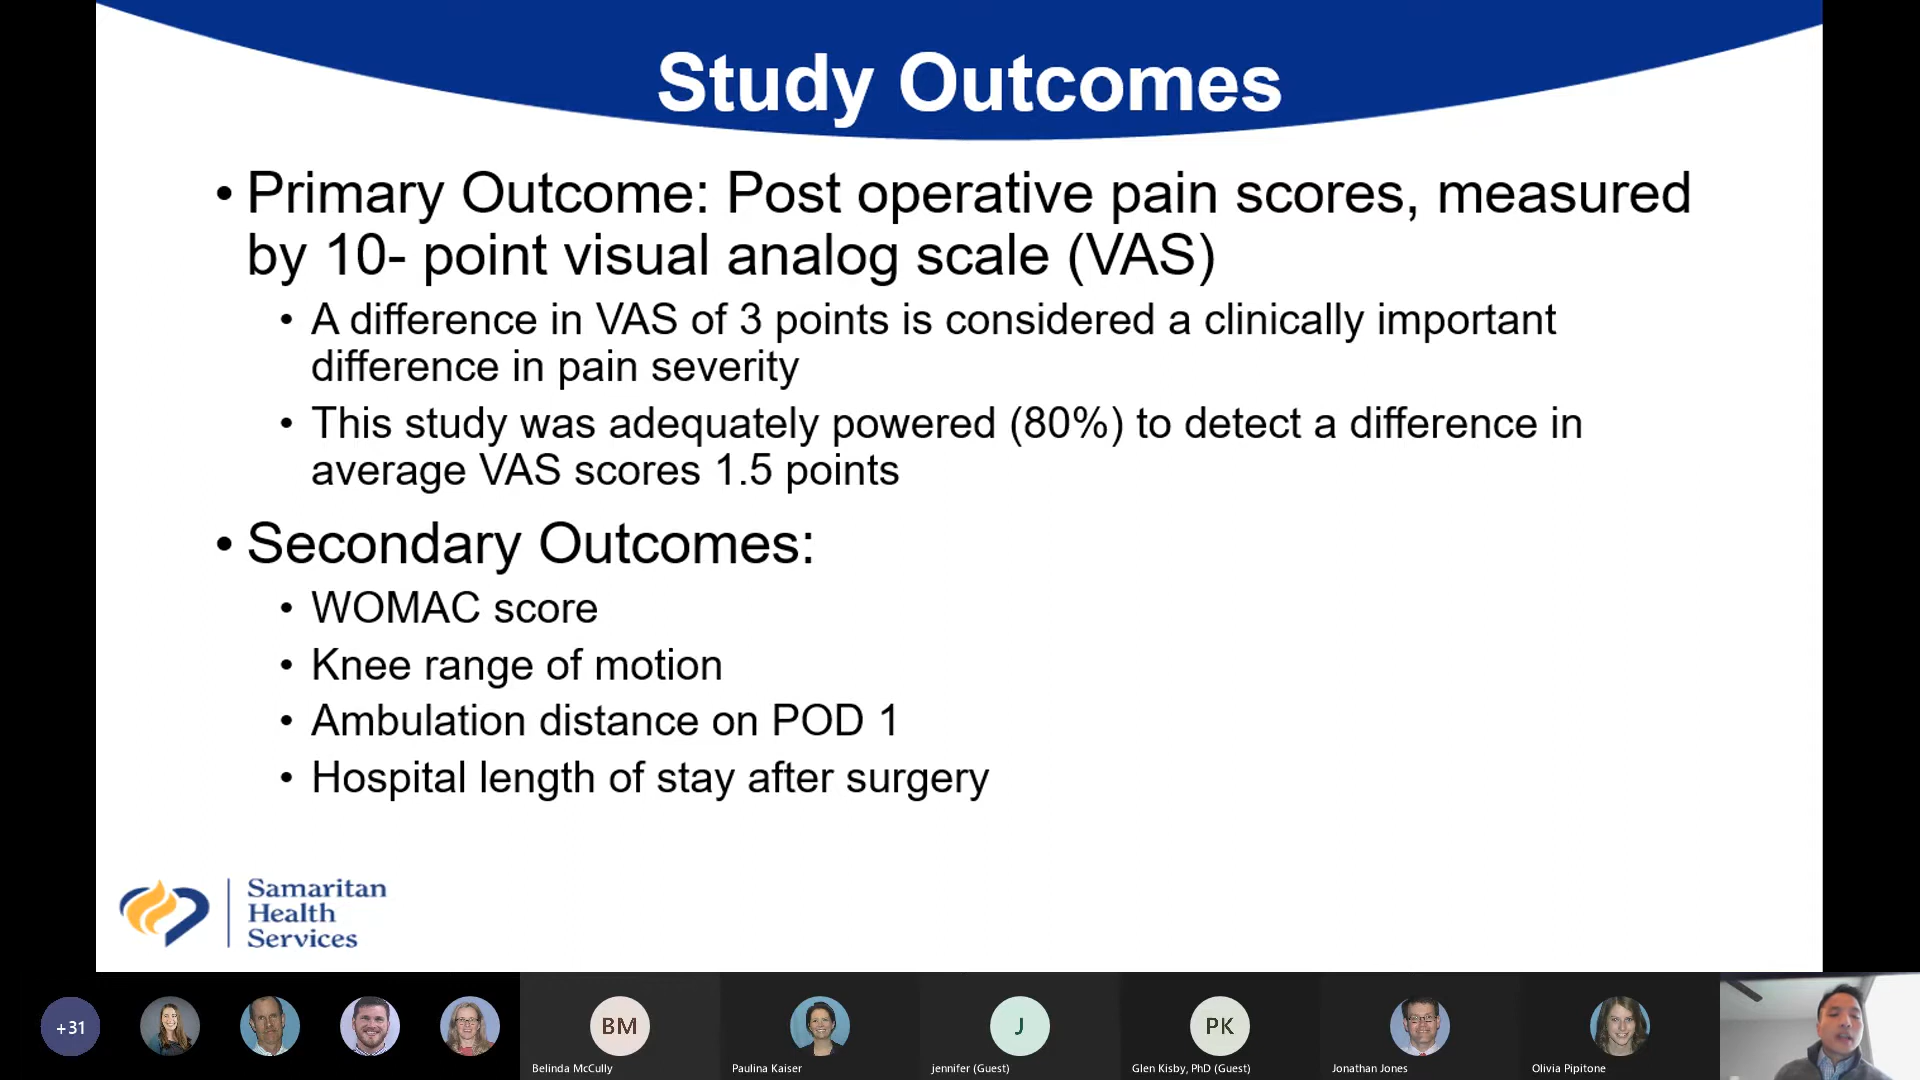 Study Outcomes
• Primary Outcome: Post operative pain scores, measured
by 10- point visual analog scale (VAS)
• A difference in VAS of 3 points is considered a clinically important
difference in pain severity
• This study was adequately powered (80%) to detect a difference in
average VAS scores 1.5 points
• Secondary Outcomes:
• WOMAC score
• Knee range of motion
• Ambulation distance on POD 1
• Hospital length of stay after surgery
Samaritan
Health
Services
+31
BM
J
PK
Belinda McCully
Paulina Kaiser
jennifer (Guest)
Glen Kisby, PhD (Guest)
Jonathan Jones
Olivia Pipitone